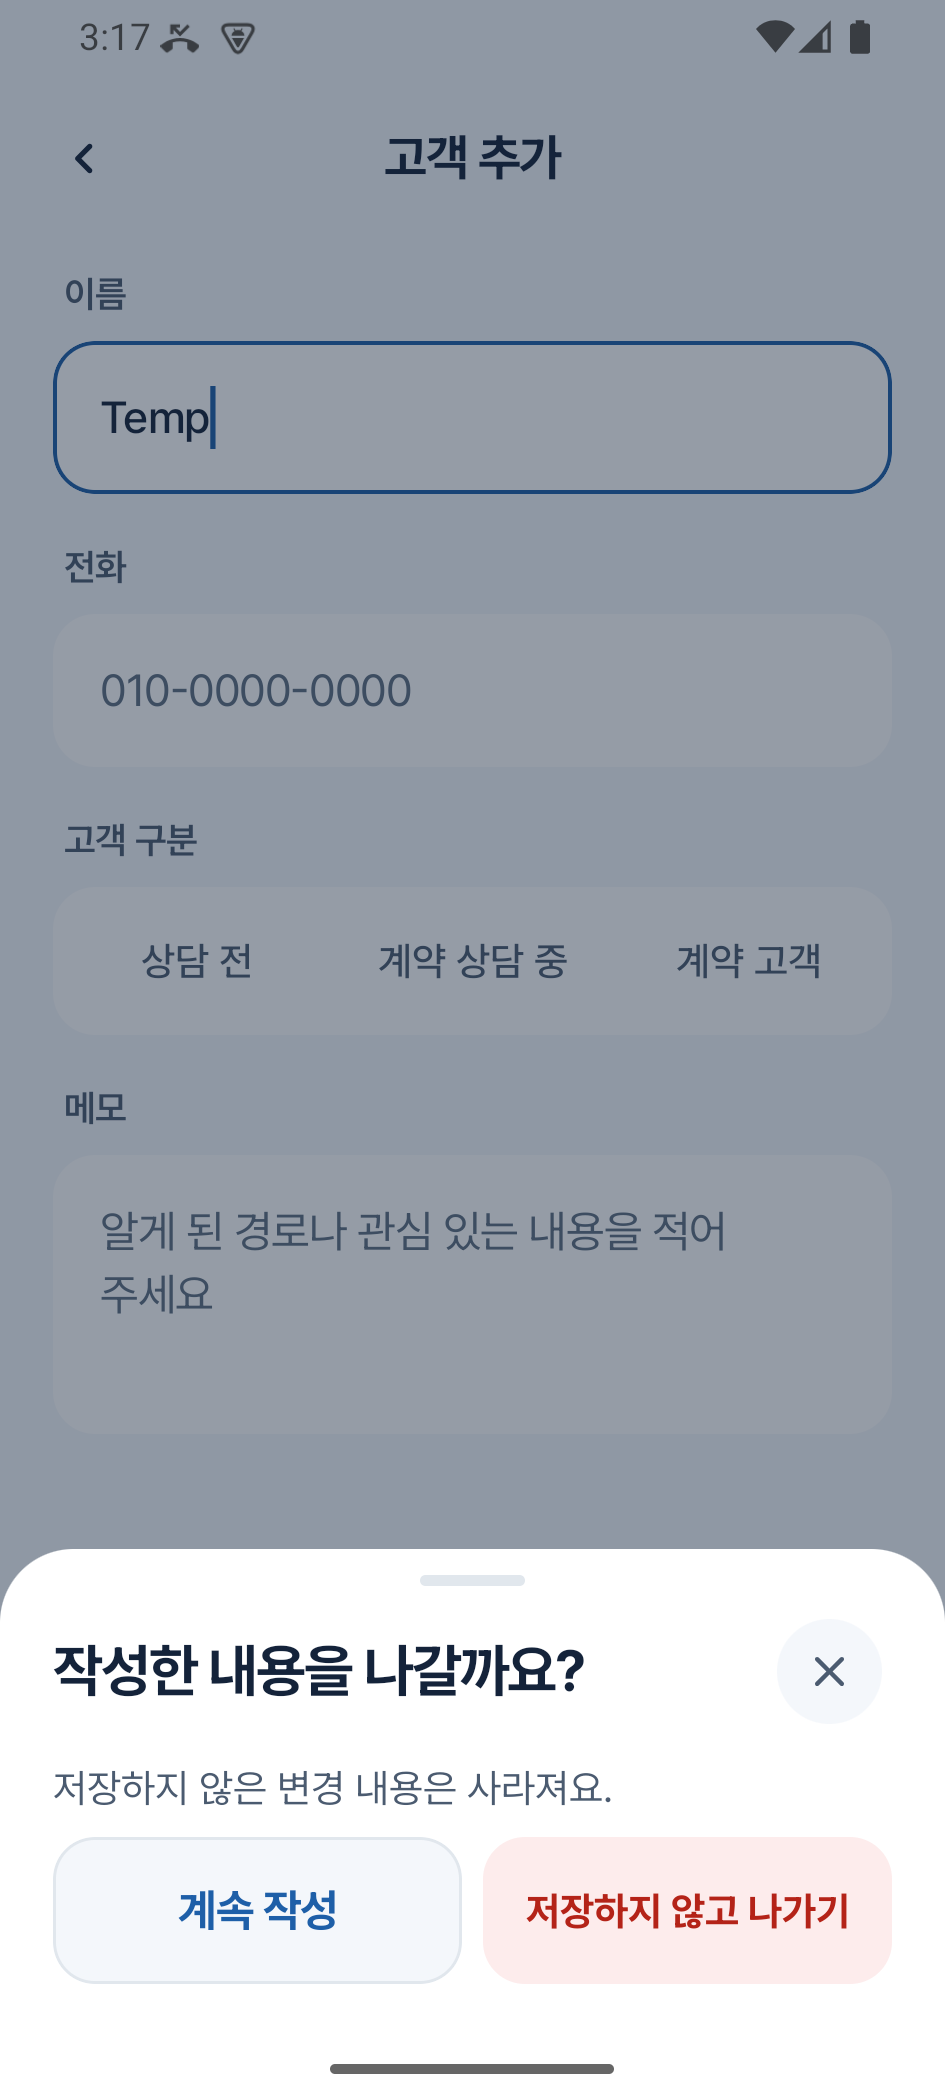 3:17
고객 추가
이름
Temp
전화
010-0000-0000
고객 구분
상담 전 계약 상담 중 계약 고객
메모
알게 된 경로나 관심 있는 내용을 적어
주세요
작성한 내용을 나갈까요?
저장하지 않은 변경 내용은 사라져요.
계속 작성 저장하지 않고 나가기